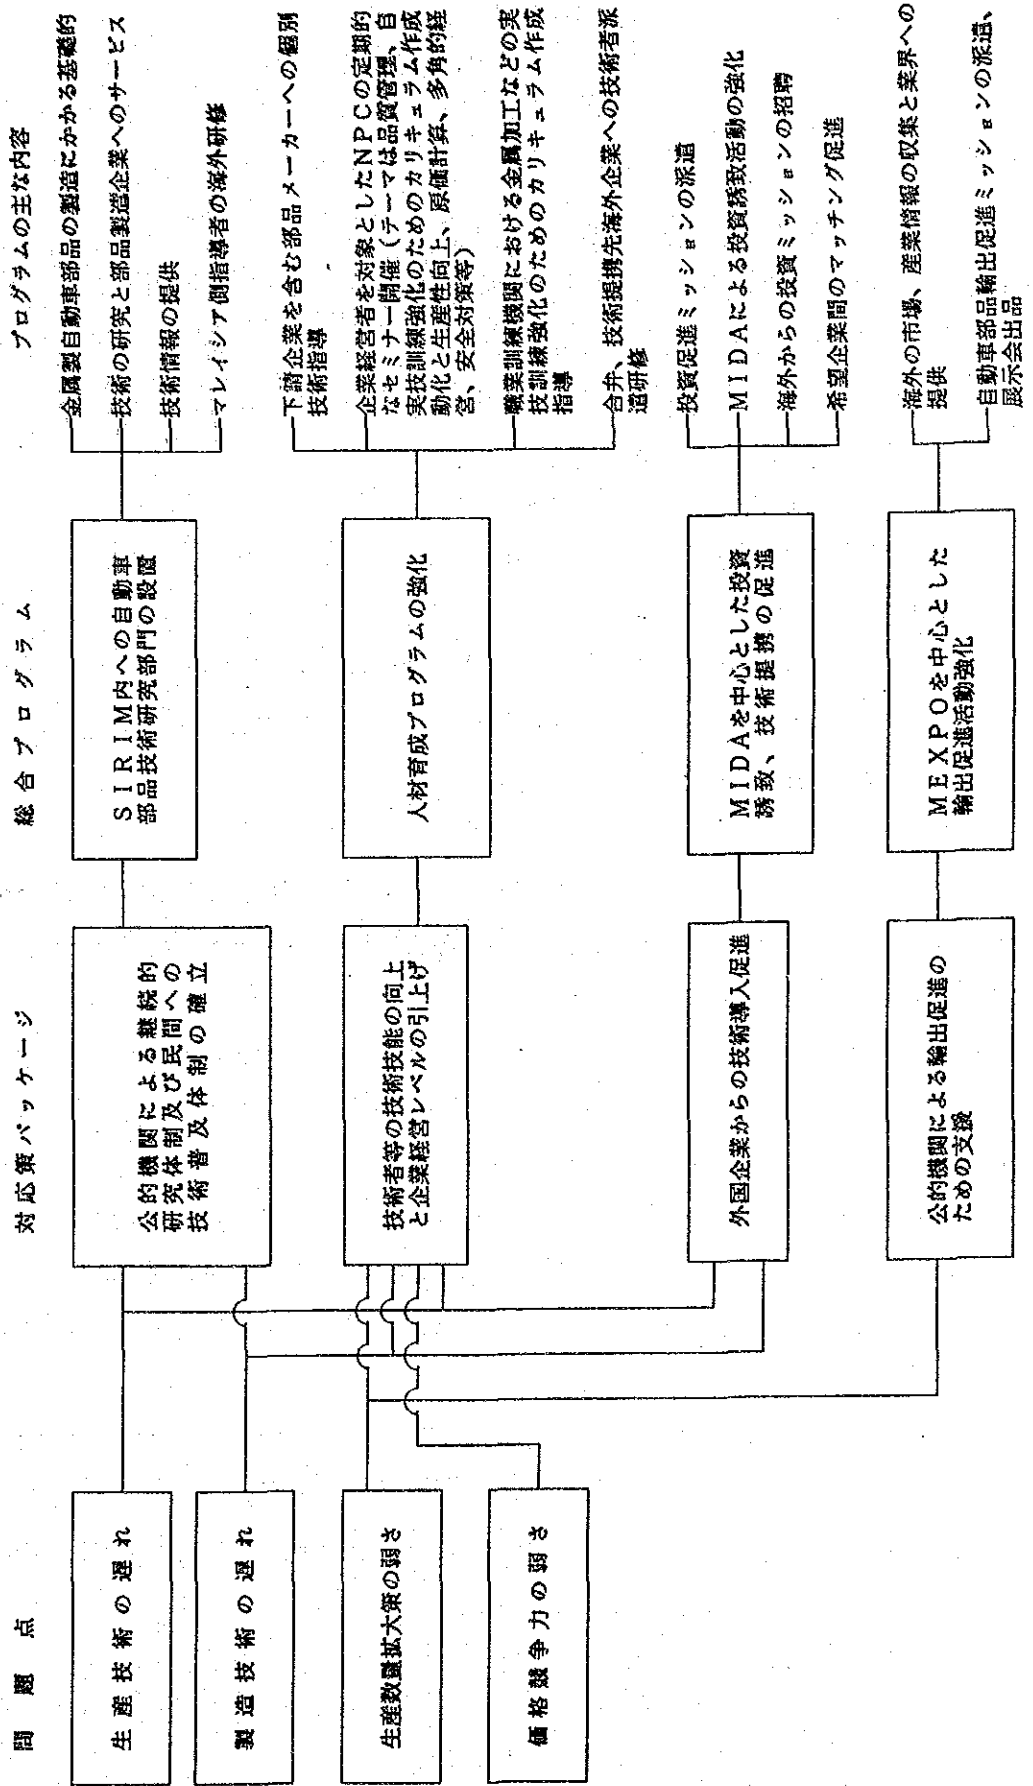 問題点
対応策パッケージ
総合プログラム
プログラムの主な内容
生産技術の遅れ
製造技術の遅れ
生産数量拡大策の弱さ
価格競争力の弱さ
公的機関による継続的
研究体制及び民間への
技術普及体制の確立
技術者等の技術技能の向上
と企業経営レベルの引上げ
外国企業からの技術導入促進
公的機関による輸出促進の
ための支援
SIRIM内への自動車
部品技術研究部門の設置
人材育成プログラムの強化
MIDAを中心とした投資
誘致、技術提携の促進
MEXPOを中心とした
輸出促進活動強化
金属製自動車部品の製造にかかる基礎的
技術の研究と部品製造企業へのサービス
技術情報の提供
マレイシア側指導者の海外研修
下請企業を含む部品メーカーへの個別
技術指導
企業経営者を対象としたNPCの定期的
なセミナー開催(テーマは品質管理、自
実技訓練強化のためのカリキュラム作成
動化と生産性向上、原価計算、多角的経
営、安全対策等)
職業訓練機関における金属加工などの実
技訓練強化のためのカリキュラム作成
指導
合弁、技術提携先海外企業への技術者派
遣研修
投資促進ミッションの派遣
MIDAによる投資誘致活動の強化
海外からの投資ミッションの招聘
希望企業間のマッチング促進
海外の市場、産業情報の収集と業界への
提供
自動車部品輸出促進ミッションの派遣、
展示会出品